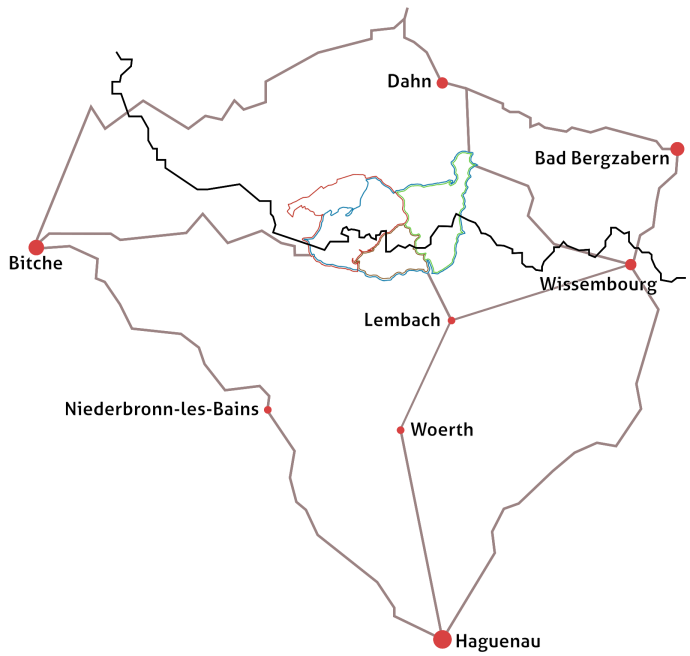 Dahn
Bad Bergzabern
Bitche
Wissembourg
Lembach
Niederbronn-les-Bains
Woerth
Haguenau